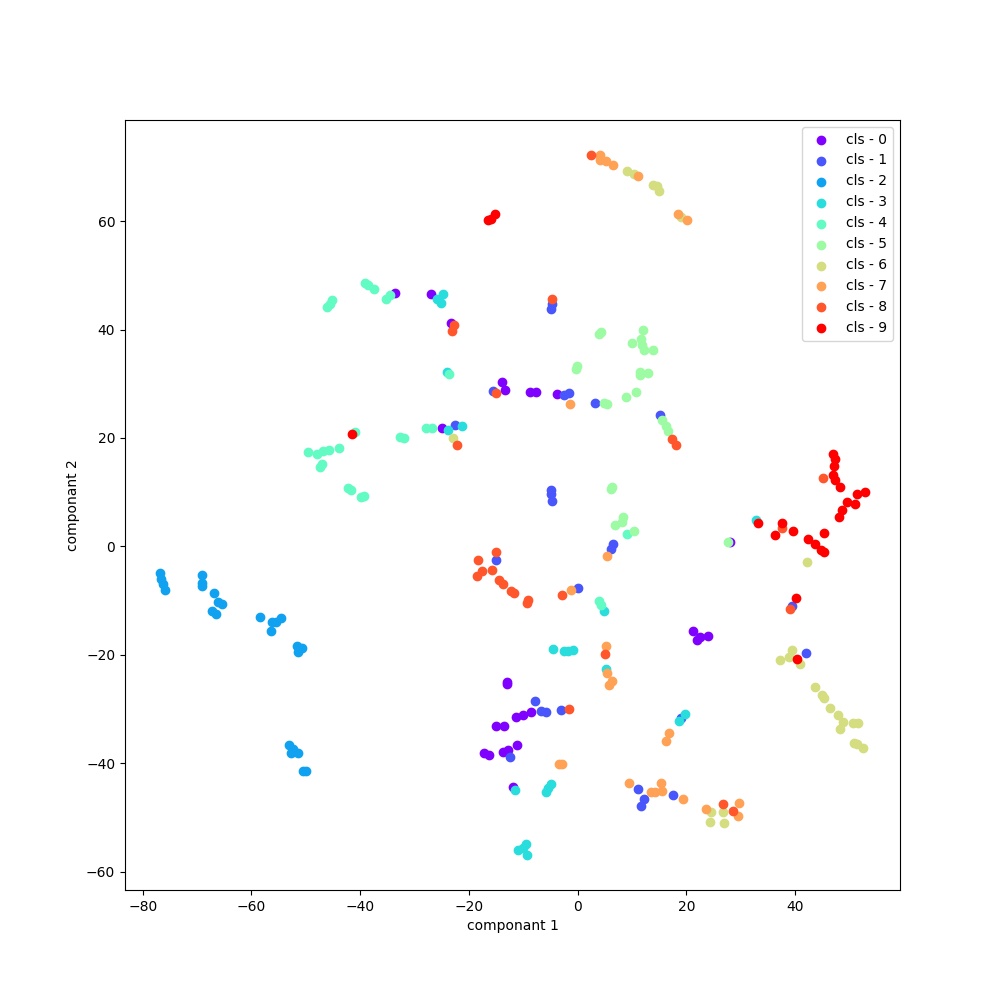 cls - 0
cls - 1
cls - 2
cls - 3
cls - 4
cls - 5
cls - 6
cls - 7
cls - 8
cls - 9
60
40
20
0
−20
−40
−60
componant 2
−80
−60
−40
−20
0
20
40
componant 1